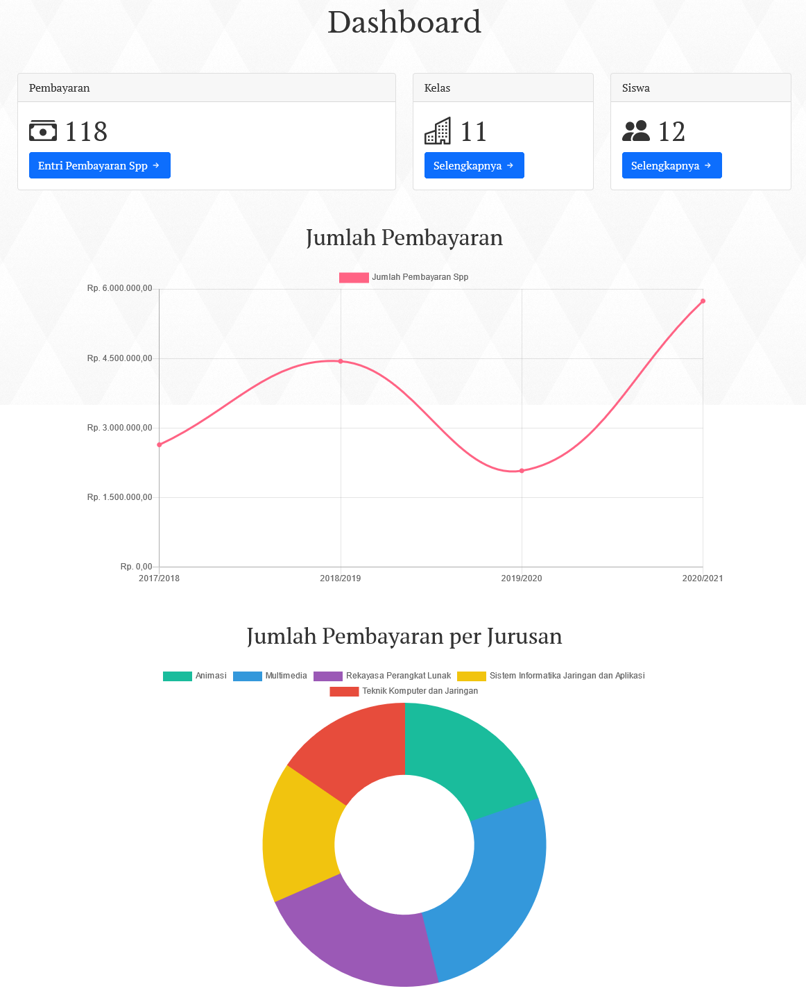 Dashboard
Pembayaran
118
Entri Pembayaran Spp →
Kelas
11
Selengkapnya →
Siswa
12
Selengkapnya →
Jumlah Pembayaran
Jumlah Pembayaran Spp
Rp. 6.000.000,00
Rp. 4.500.000,00
Rp. 3.000.000,00
Rp. 1.500.000,00
Rp. 0,00
2017/2018 2018/2019 2019/2020 2020/2021
Jumlah Pembayaran per Jurusan
Animasi Multimedia Rekayasa Perangkat Lunak Sistem Informatika Jaringan dan Aplikasi
Teknik Komputer dan Jaringan